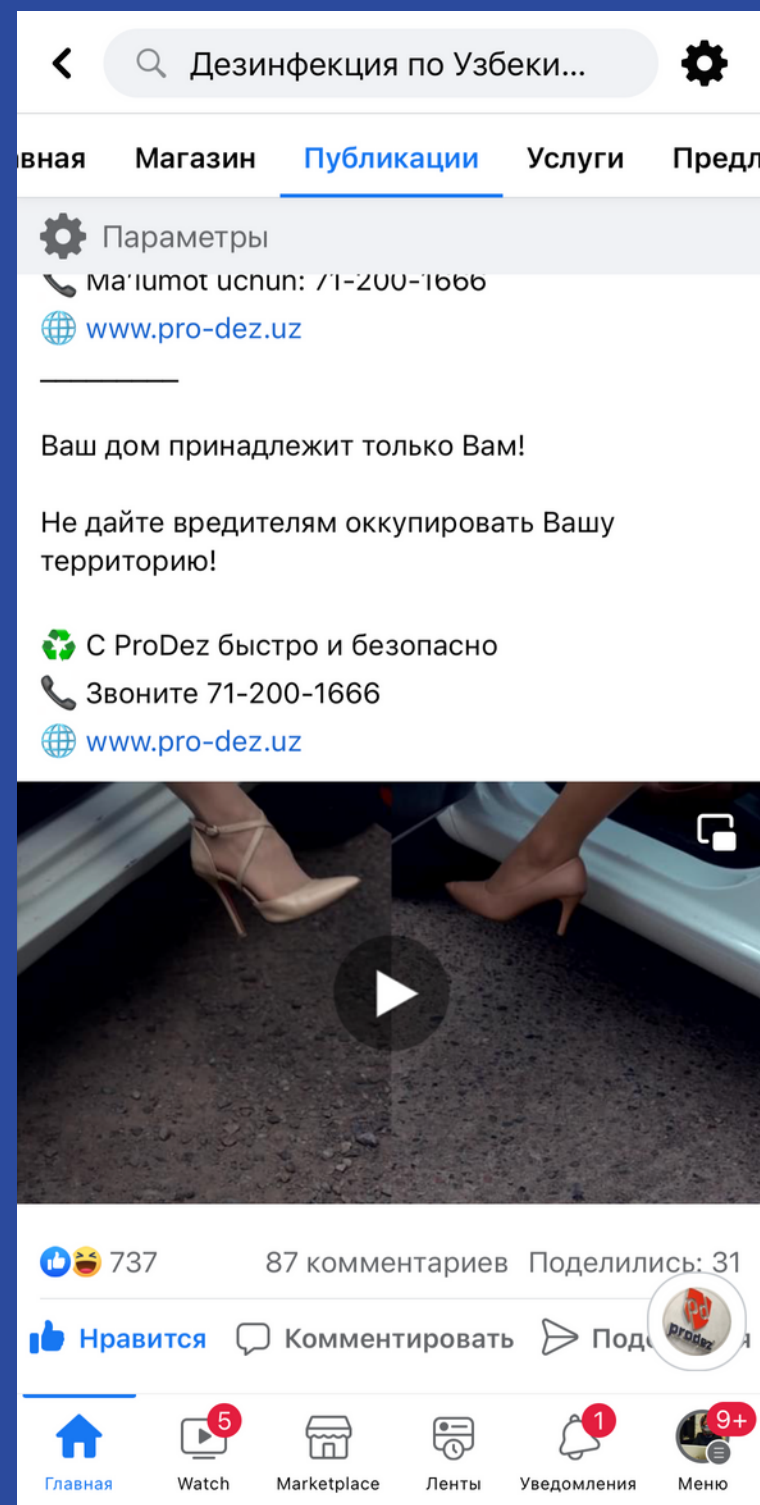 Дезинфекция по Узбеки...
вная Магазин Публикации Услуги Предл
Параметры
Ma'lumot uchun: 71-200-1666
www.pro-dez.uz
Ваш дом принадлежит только Вам!
Не дайте вредителям оккупировать Вашу
территорию!
С ProDez быстро и безопасно
Звоните 71-200-1666
www.pro-dez.uz
737 87 комментариев Поделились: 31
Нравится Комментировать Под я
pd
prodez
5 1 9+
Главная Watch Marketplace Ленты Уведомления Меню